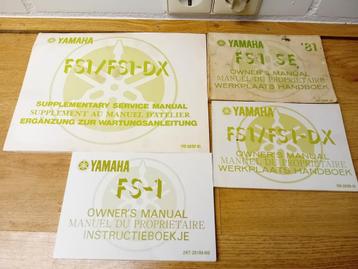 YAMAHA
FS1/FS1-DX
SUPPLEMENTARY SERVICE MANUAL
SUPPLEMENT AU MANUEL D'ATELIER
ERGÄNZUNG ZUR WARTUNGSANLEITUNG
YAMAHA
'81
FS1 SE
OWNER'S MANUAL
MANUEL DU PROPRIETAIRE
WERKPLAATS HANDBOEK
YAMAHA
FS1/FS1-DX
OWNER'S MANUAL
MANUEL DU PROPRIETAIRE
WERKPLAATS HANDBOEK
YAMAHA
FS-1
OWNER'S MANUAL
MANUEL DU PROPRIETAIRE
INSTRUCTIEBOEKJE